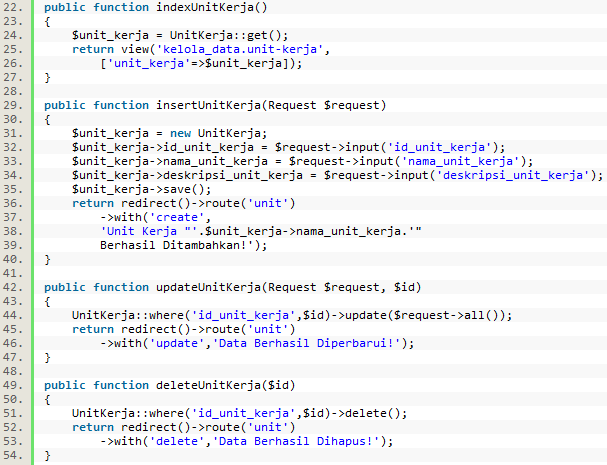 22. public function indexUnitKerja()
23. {
24.     $unit_kerja = UnitKerja::get();
25.     return view('kelola_data.unit-kerja',
26.         ['unit_kerja'=>$unit_kerja]);
27. }
28.
29. public function insertUnitKerja(Request $request)
30. {
31.     $unit_kerja = new UnitKerja;
32.     $unit_kerja->id_unit_kerja = $request->input('id_unit_kerja');
33.     $unit_kerja->nama_unit_kerja = $request->input('nama_unit_kerja');
34.     $unit_kerja->deskripsi_unit_kerja = $request->input('deskripsi_unit_kerja');
35.     $unit_kerja->save();
36.     return redirect()->route('unit')
37.         ->with('create',
38.         'Unit Kerja "'.$unit_kerja->nama_unit_kerja.'"
39.         Berhasil Ditambahkan!');
40. }
41.
42. public function updateUnitKerja(Request $request, $id)
43. {
44.     UnitKerja::where('id_unit_kerja',$id)->update($request->all());
45.     return redirect()->route('unit')
46.         ->with('update','Data Berhasil Diperbarui!');
47. }
48.
49. public function deleteUnitKerja($id)
50. {
51.     UnitKerja::where('id_unit_kerja',$id)->delete();
52.     return redirect()->route('unit')
53.         ->with('delete','Data Berhasil Dihapus!');
54. }